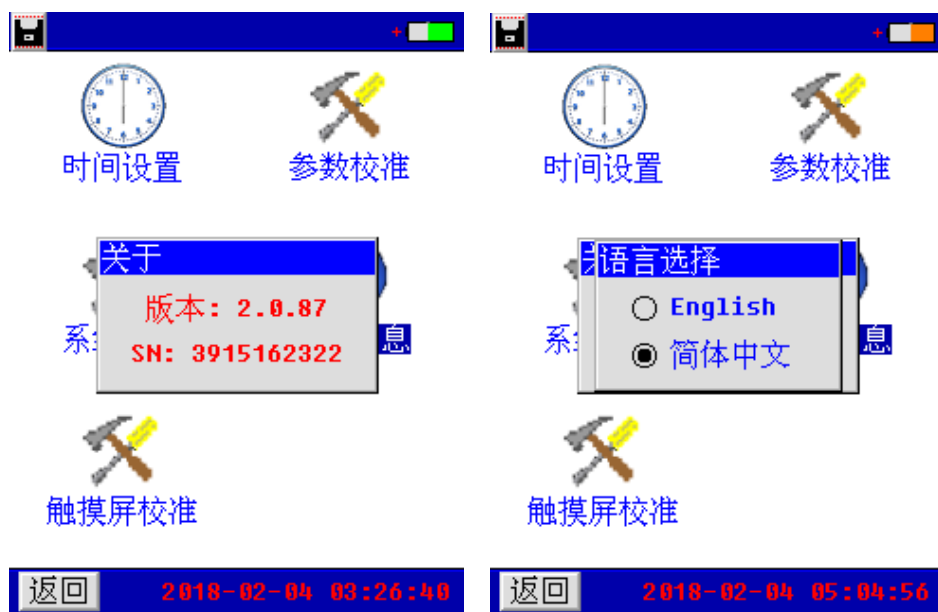 时间设置
参数校准
关于
版本: 2.0.87
SN: 3915162322
系
息
触摸屏校准
返回
2018-02-04 03:26:40
时间设置
参数校准
语言选择
English
简体中文
系
息
触摸屏校准
返回
2018-02-04 05:04:56